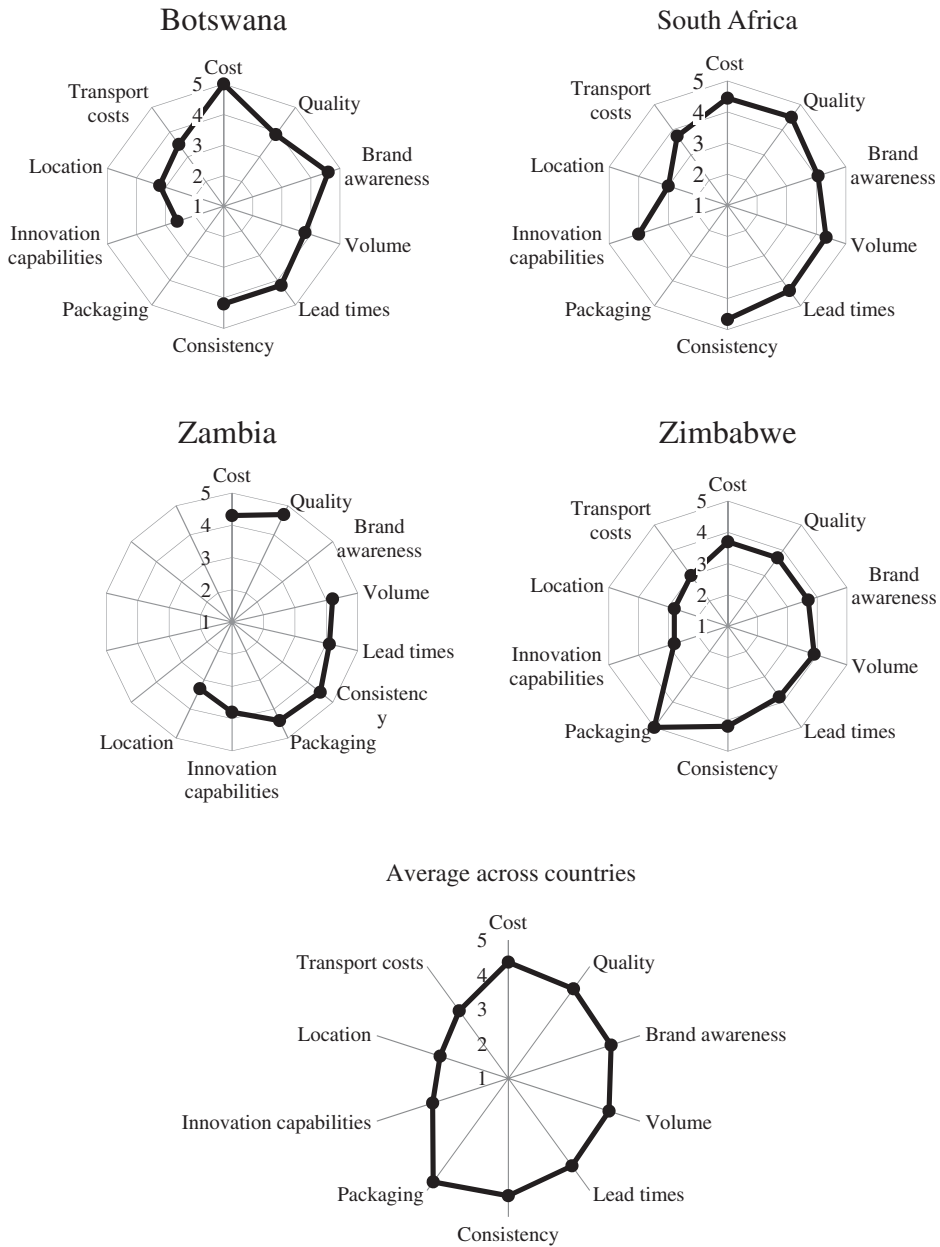 Botswana
Cost
Quality
Brand
awareness
Volume
Lead times
Consistency
Packaging
Innovation
capabilities
Location
Transport
costs
5
4
3
2
1
South Africa
Cost
Quality
Brand
awareness
Volume
Lead times
Consistency
Packaging
Innovation
capabilities
Location
Transport
costs
5
4
3
2
1
Zambia
Cost
Quality
Brand
awareness
Volume
Lead times
Consistenc
y
Packaging
Innovation
capabilities
Location
5
4
3
2
1
Zimbabwe
Cost
Quality
Brand
awareness
Volume
Lead times
Consistency
Packaging
Innovation
capabilities
Location
Transport
costs
5
4
3
2
1
Average across countries
Cost
Quality
Brand awareness
Volume
Lead times
Consistency
Packaging
Innovation capabilities
Location
Transport costs
5
4
3
2
1